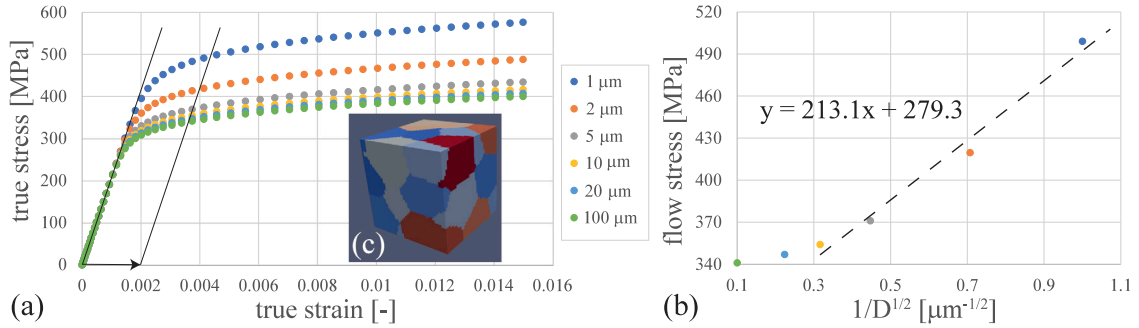 true stress [MPa]
600
500
400
300
200
100
0
0
0.002
0.004
0.006
0.008
0.010
0.012
0.014
0.016
true strain [-]
(a)
(c)
1 μm
2 μm
5 μm
10 μm
20 μm
100 μm
flow stress [MPa]
520
490
460
430
400
370
340
y = 213.1x + 279.3
0.1
0.3
0.5
0.7
0.9
1.1
1/D^1/2 [μm^-1/2]
(b)